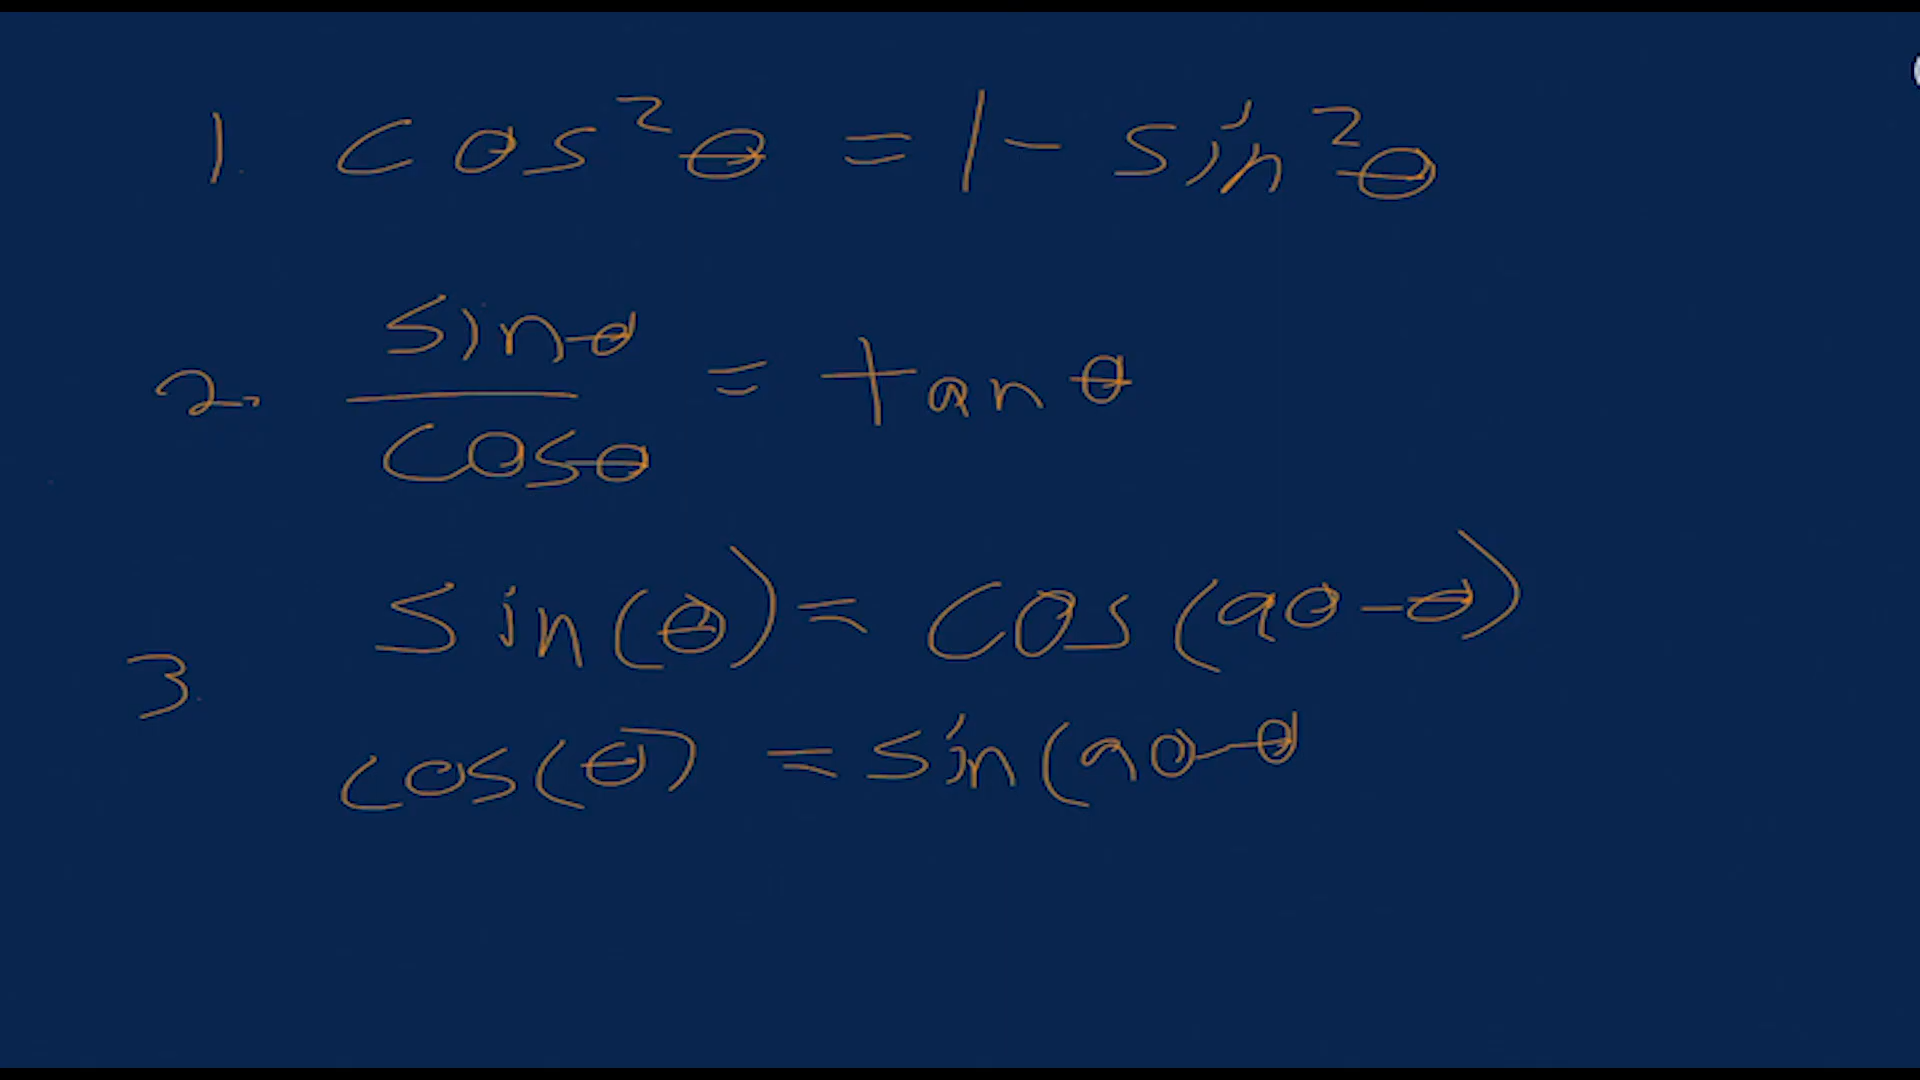 1. cos²θ = 1 - sin²θ
2. sinθ/cosθ = tanθ
3. sin(θ) = cos(90-θ)
cos(θ) = sin(90-θ